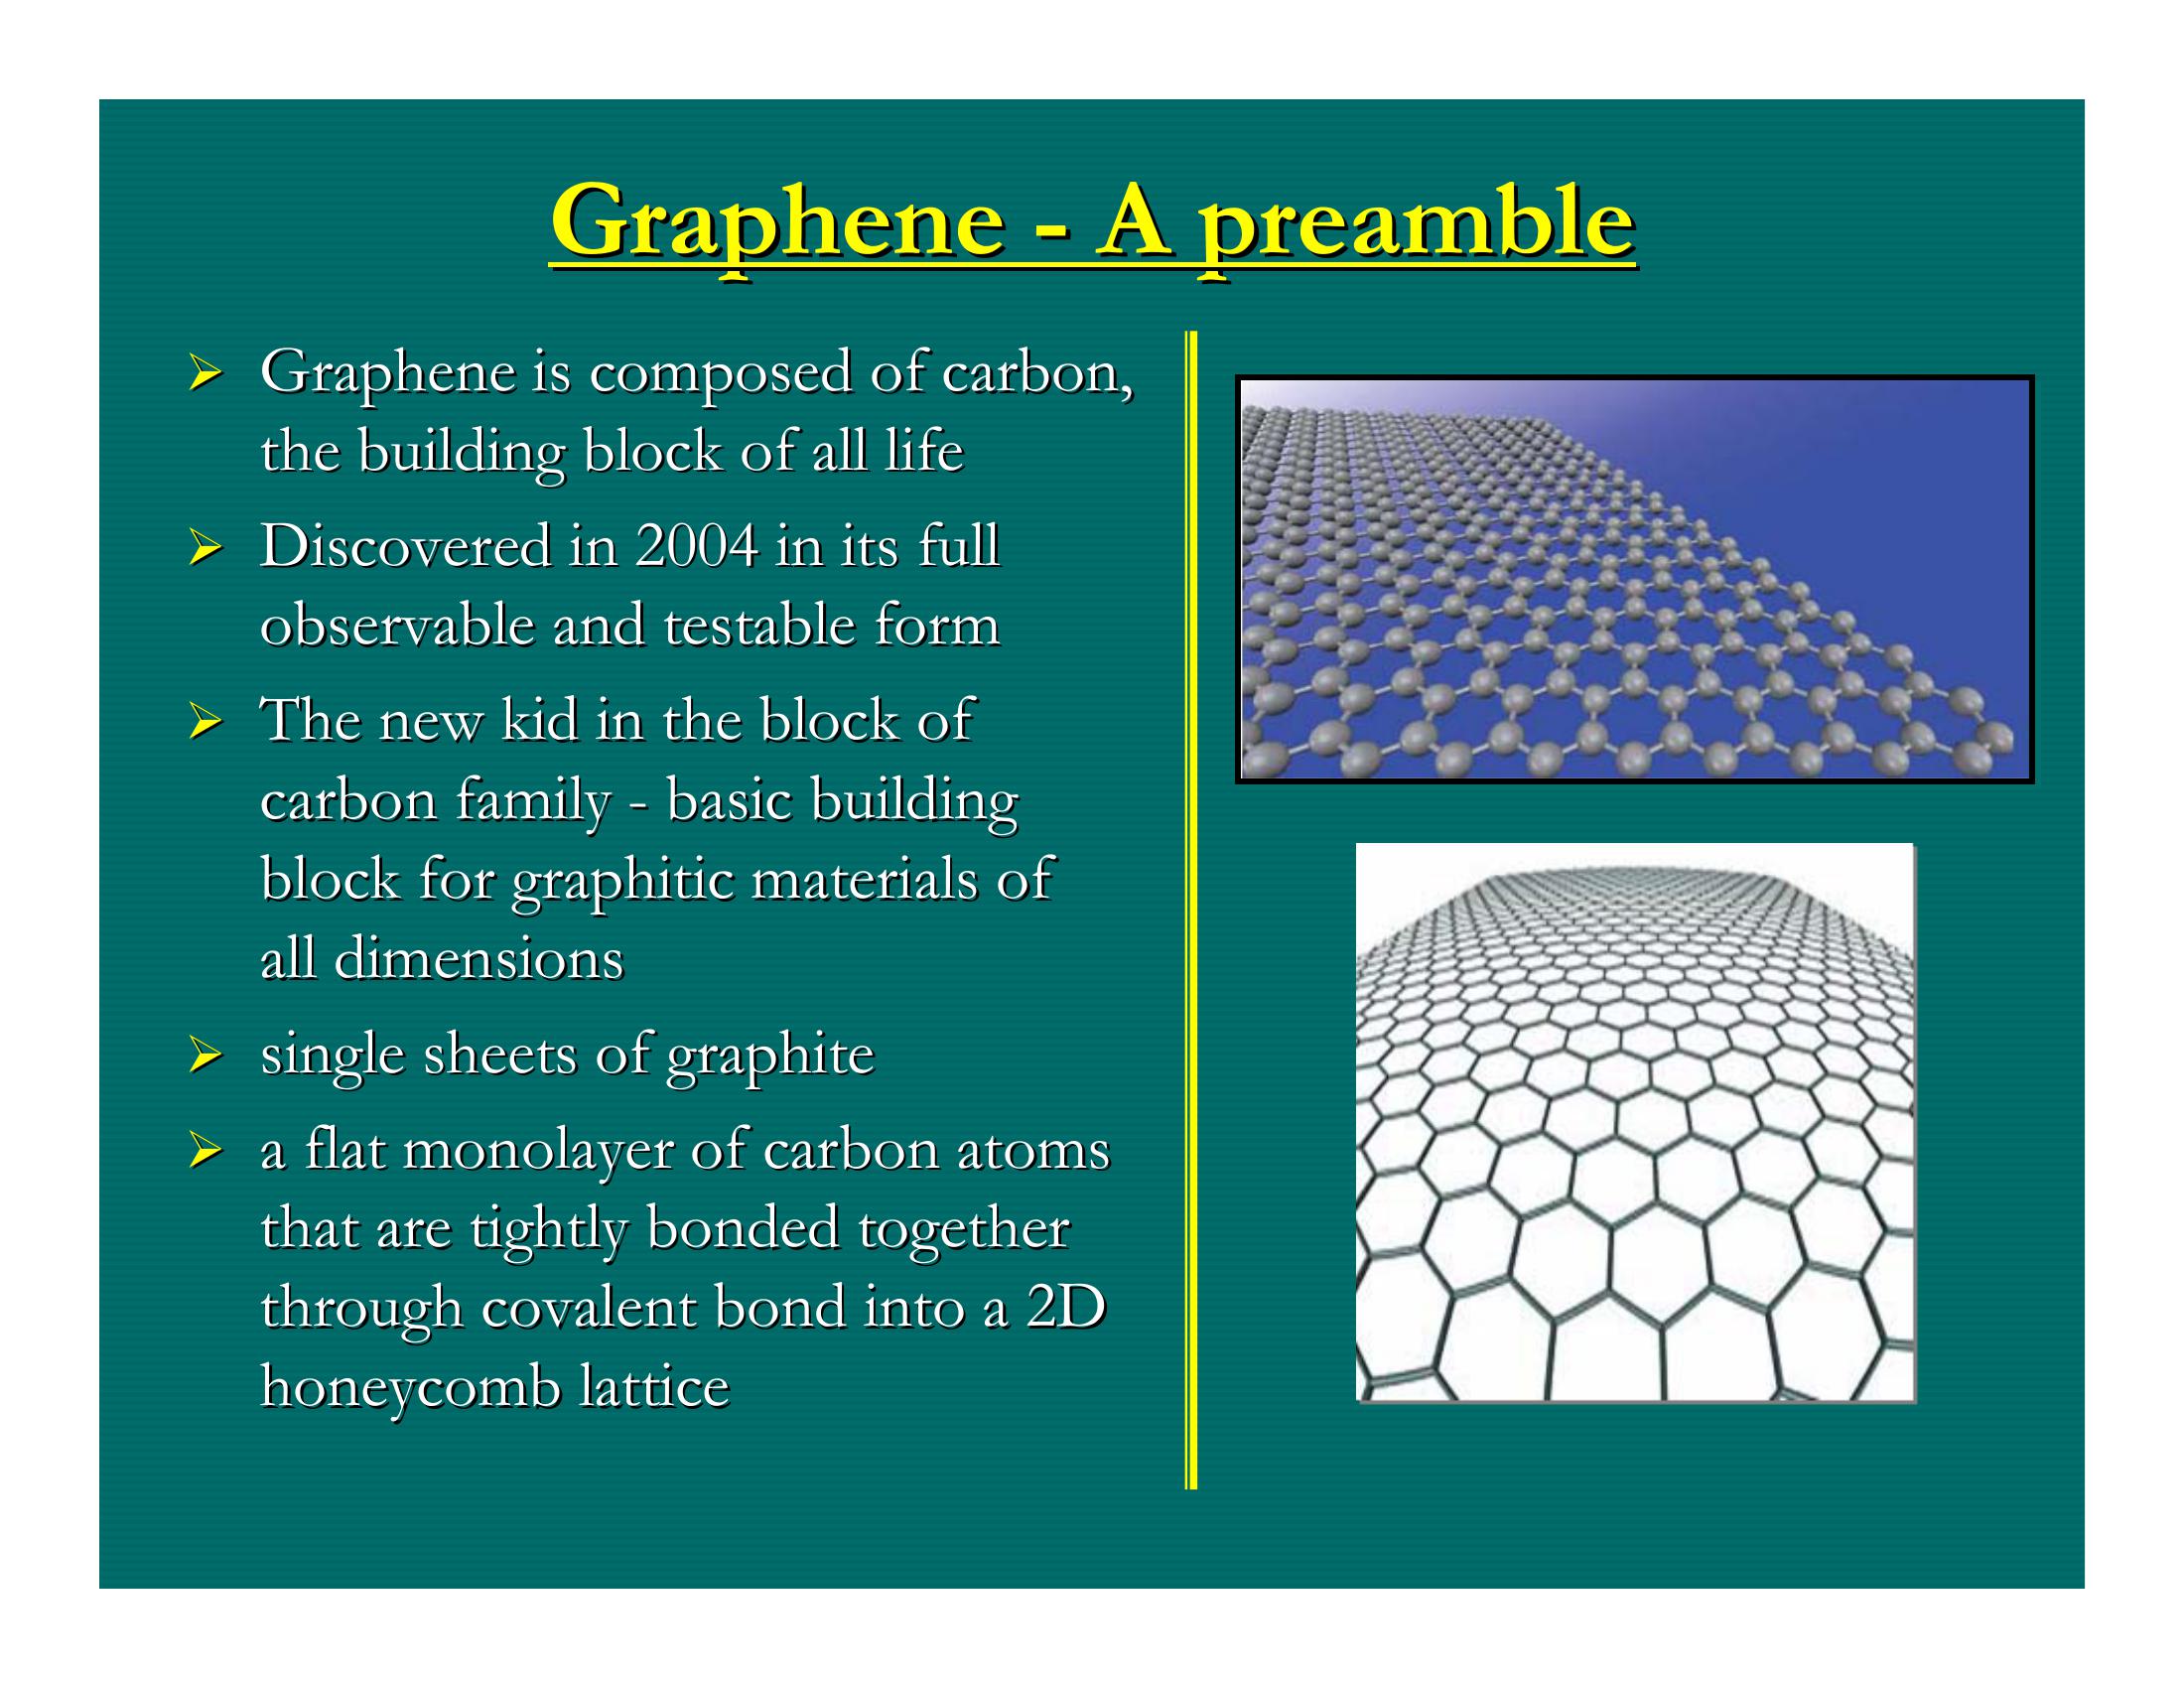 Graphene - A preamble
➢ Graphene is composed of carbon,
the building block of all life
➢ Discovered in 2004 in its full
observable and testable form
➢ The new kid in the block of
carbon family - basic building
block for graphitic materials of
all dimensions
➢ single sheets of graphite
➢ a flat monolayer of carbon atoms
that are tightly bonded together
through covalent bond into a 2D
honeycomb lattice